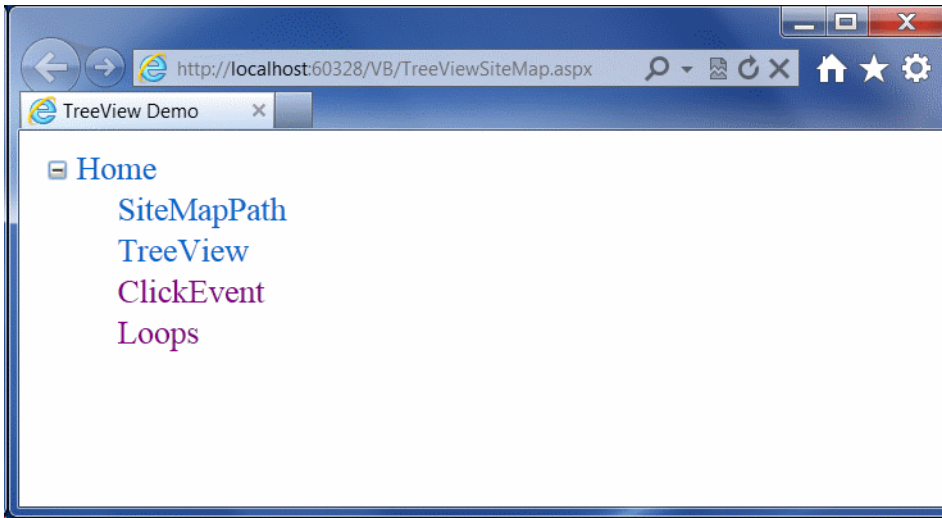 http://localhost:60328/VB/TreeViewSiteMap.aspx
TreeView Demo
Home
SiteMapPath
TreeView
ClickEvent
Loops